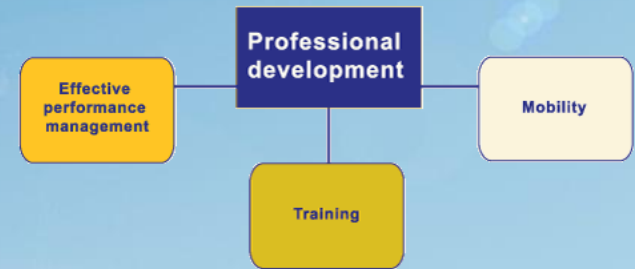 Professional
development
Effective
performance
management
Mobility
Training